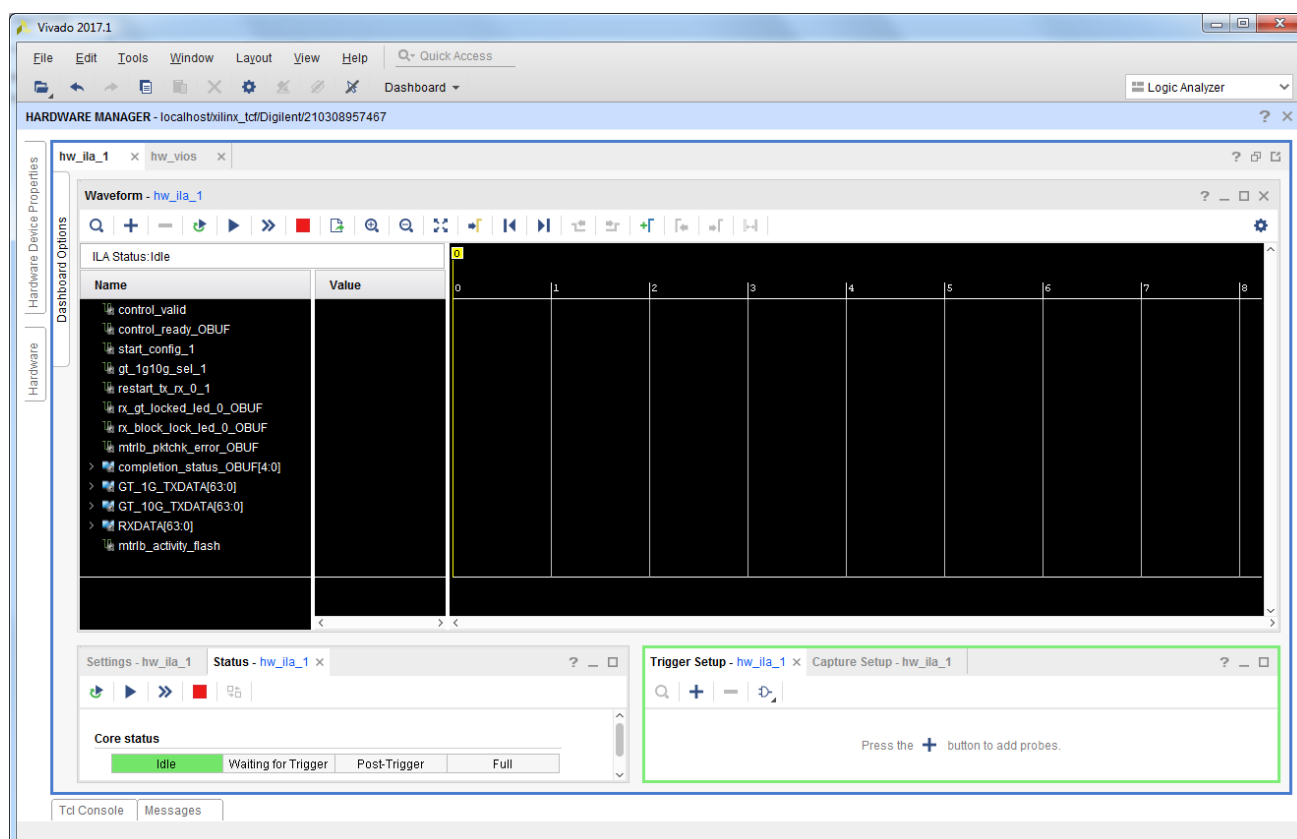 Vivado 2017.1
File Edit Tools Window Layout View Help Quick Access
Dashboard
Logic Analyzer
HARDWARE MANAGER - localhost/xilinx_tcf/Digilent/210308957467
Hardware Device Properties
Hardware
hw_ila_1 hw_vios
Dashboard Options
Waveform - hw_ila_1
ILA Status:Idle
0
Name Value
0 1 2 3 4 5 6 7 8
control_valid
control_ready_OBUF
start_config_1
gt_1g10g_sel_1
restart_tx_rx_0_1
rx_gt_locked_led_0_OBUF
rx_block_lock_led_0_OBUF
mtrlb_pktchk_error_OBUF
completion_status_OBUF[4:0]
GT_1G_TXDATA[63:0]
GT_10G_TXDATA[63:0]
RXDATA[63:0]
mtrlb_activity_flash
Settings - hw_ila_1 Status - hw_ila_1
Core status
Idle Waiting for Trigger Post-Trigger Full
Trigger Setup - hw_ila_1 Capture Setup - hw_ila_1
Press the + button to add probes.
Tcl Console Messages